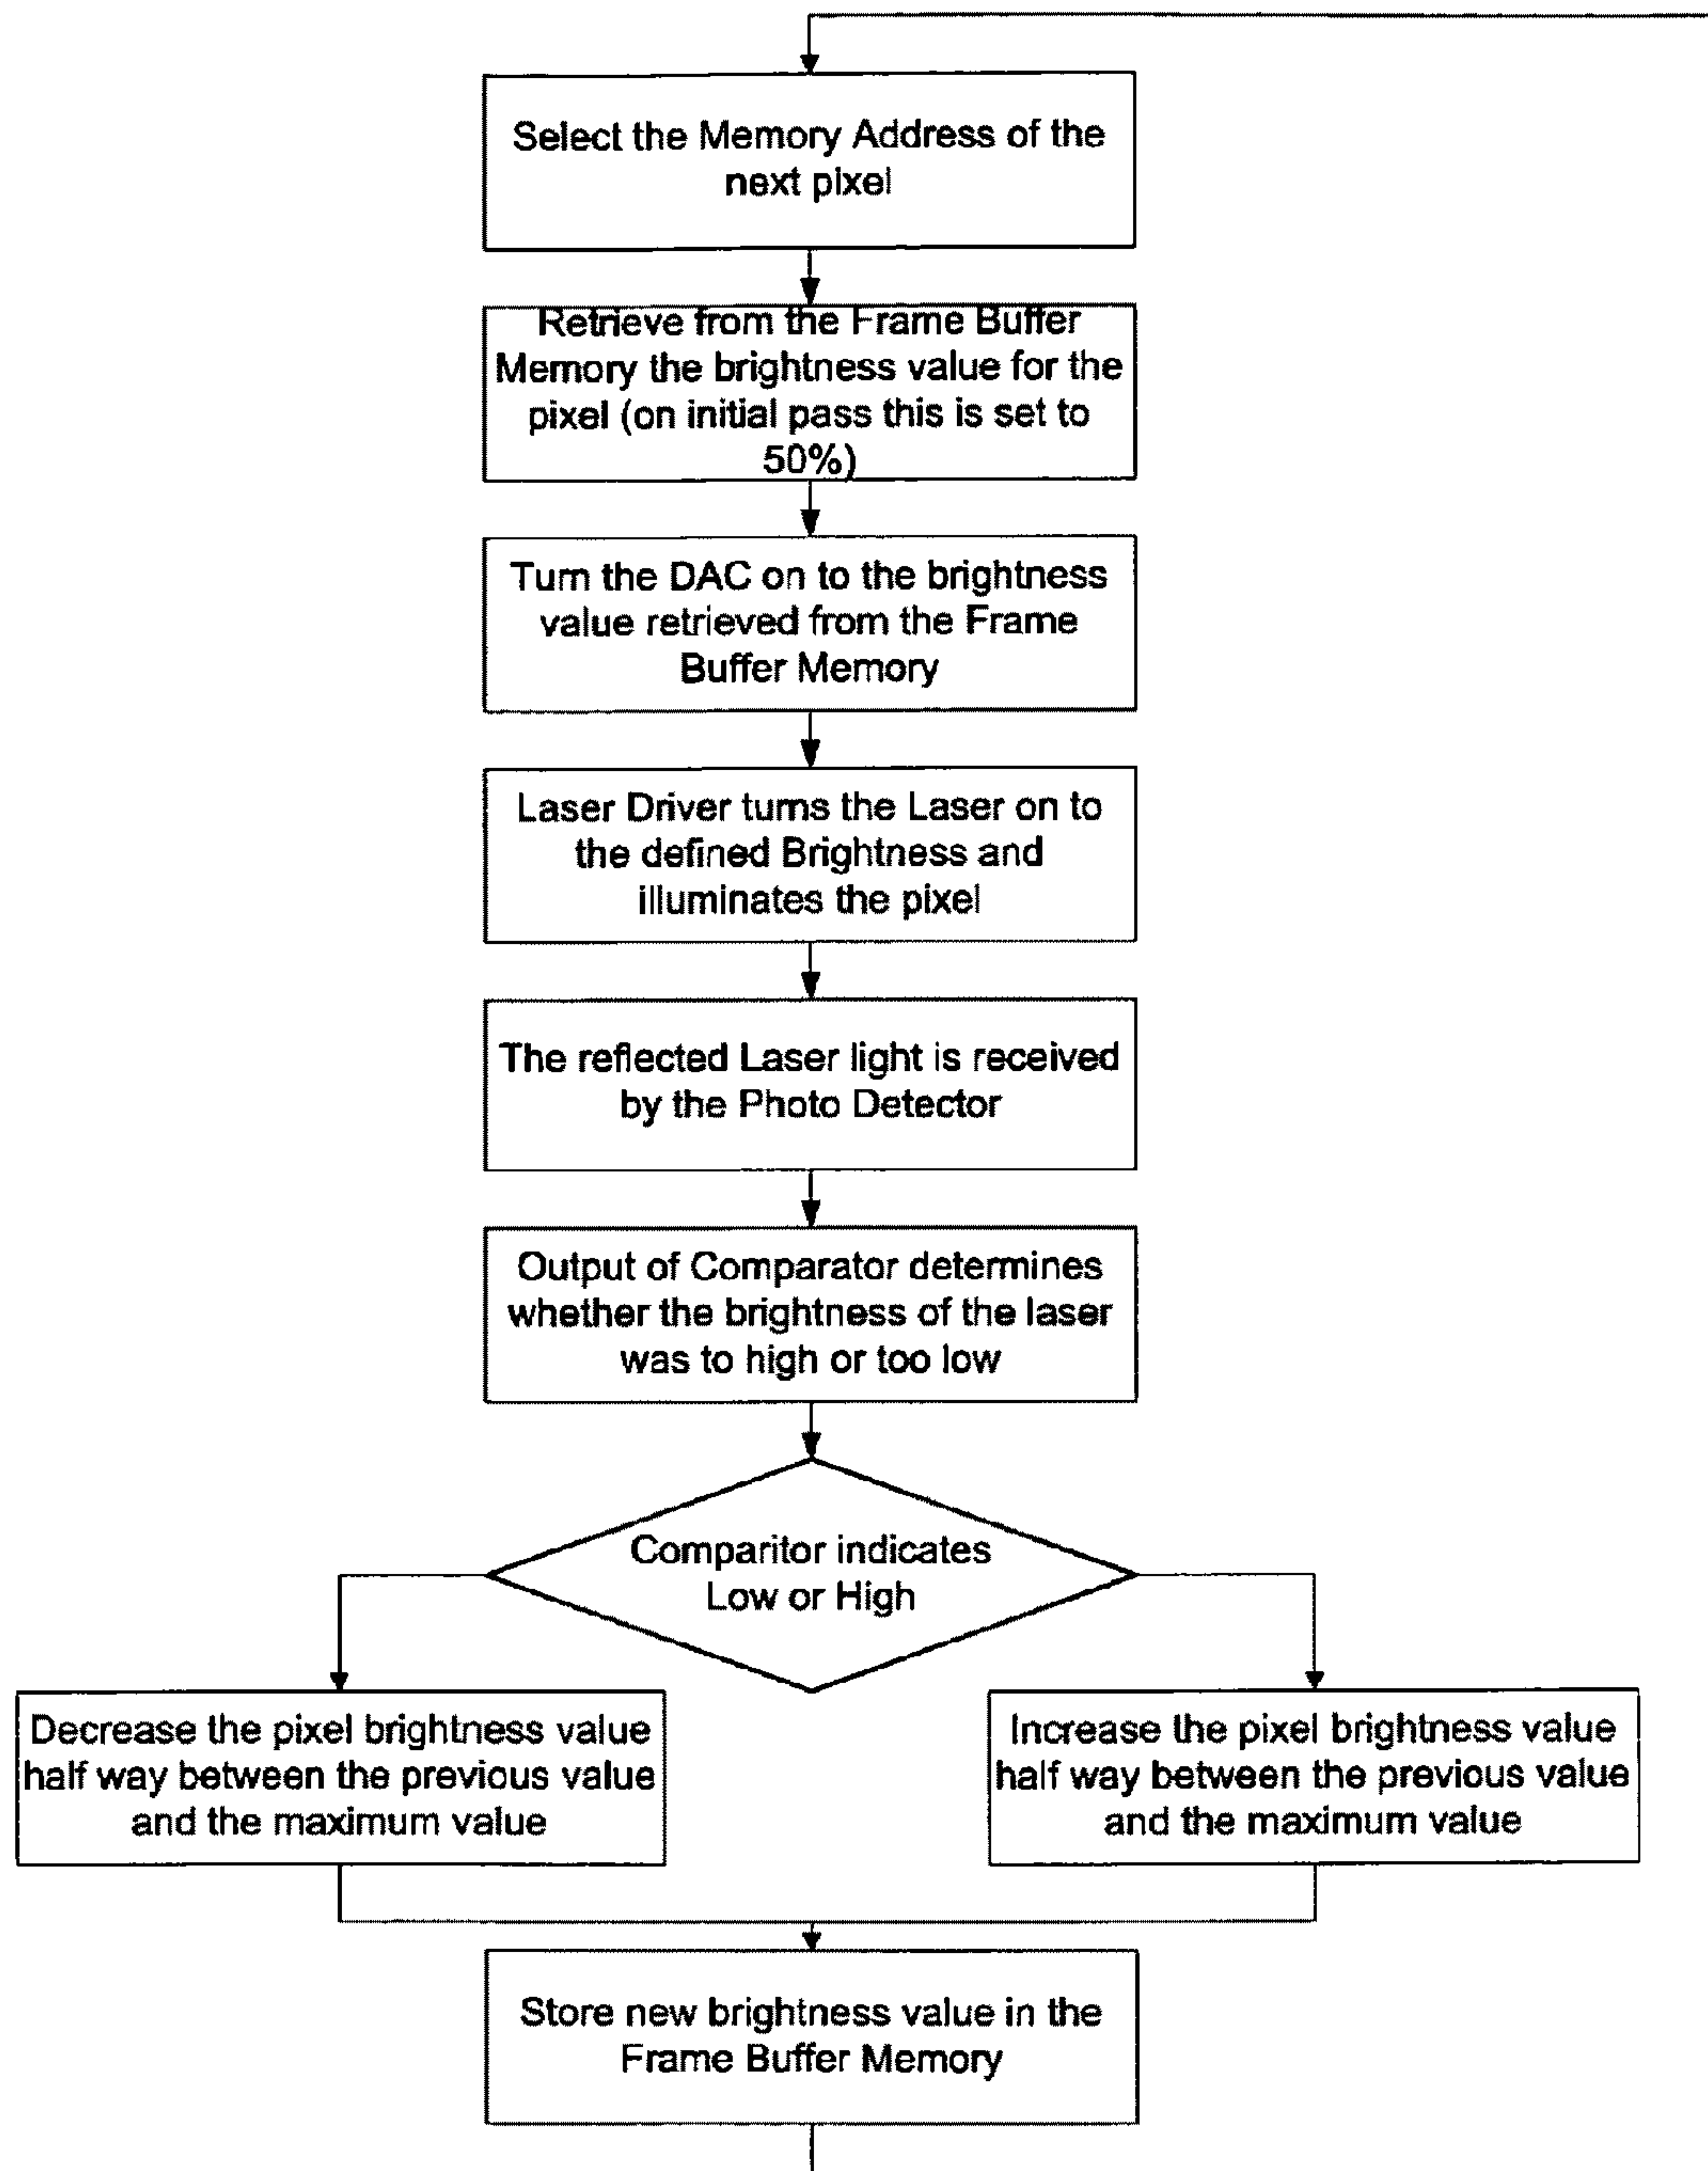 Select the Memory Address of the
next pixel
Retrieve from the Frame Buffer
Memory the brightness value for the
pixel (on initial pass this is set to
50%)
Turn the DAC on to the brightness
value retrieved from the Frame
Buffer Memory
Laser Driver turns the Laser on to
the defined Brightness and
illuminates the pixel
The reflected Laser light is received
by the Photo Detector
Output of Comparator determines
whether the brightness of the laser
was to high or too low
Comparitor indicates
Low or High
Decrease the pixel brightness value
half way between the previous value
and the maximum value
Increase the pixel brightness value
half way between the previous value
and the maximum value
Store new brightness value in the
Frame Buffer Memory